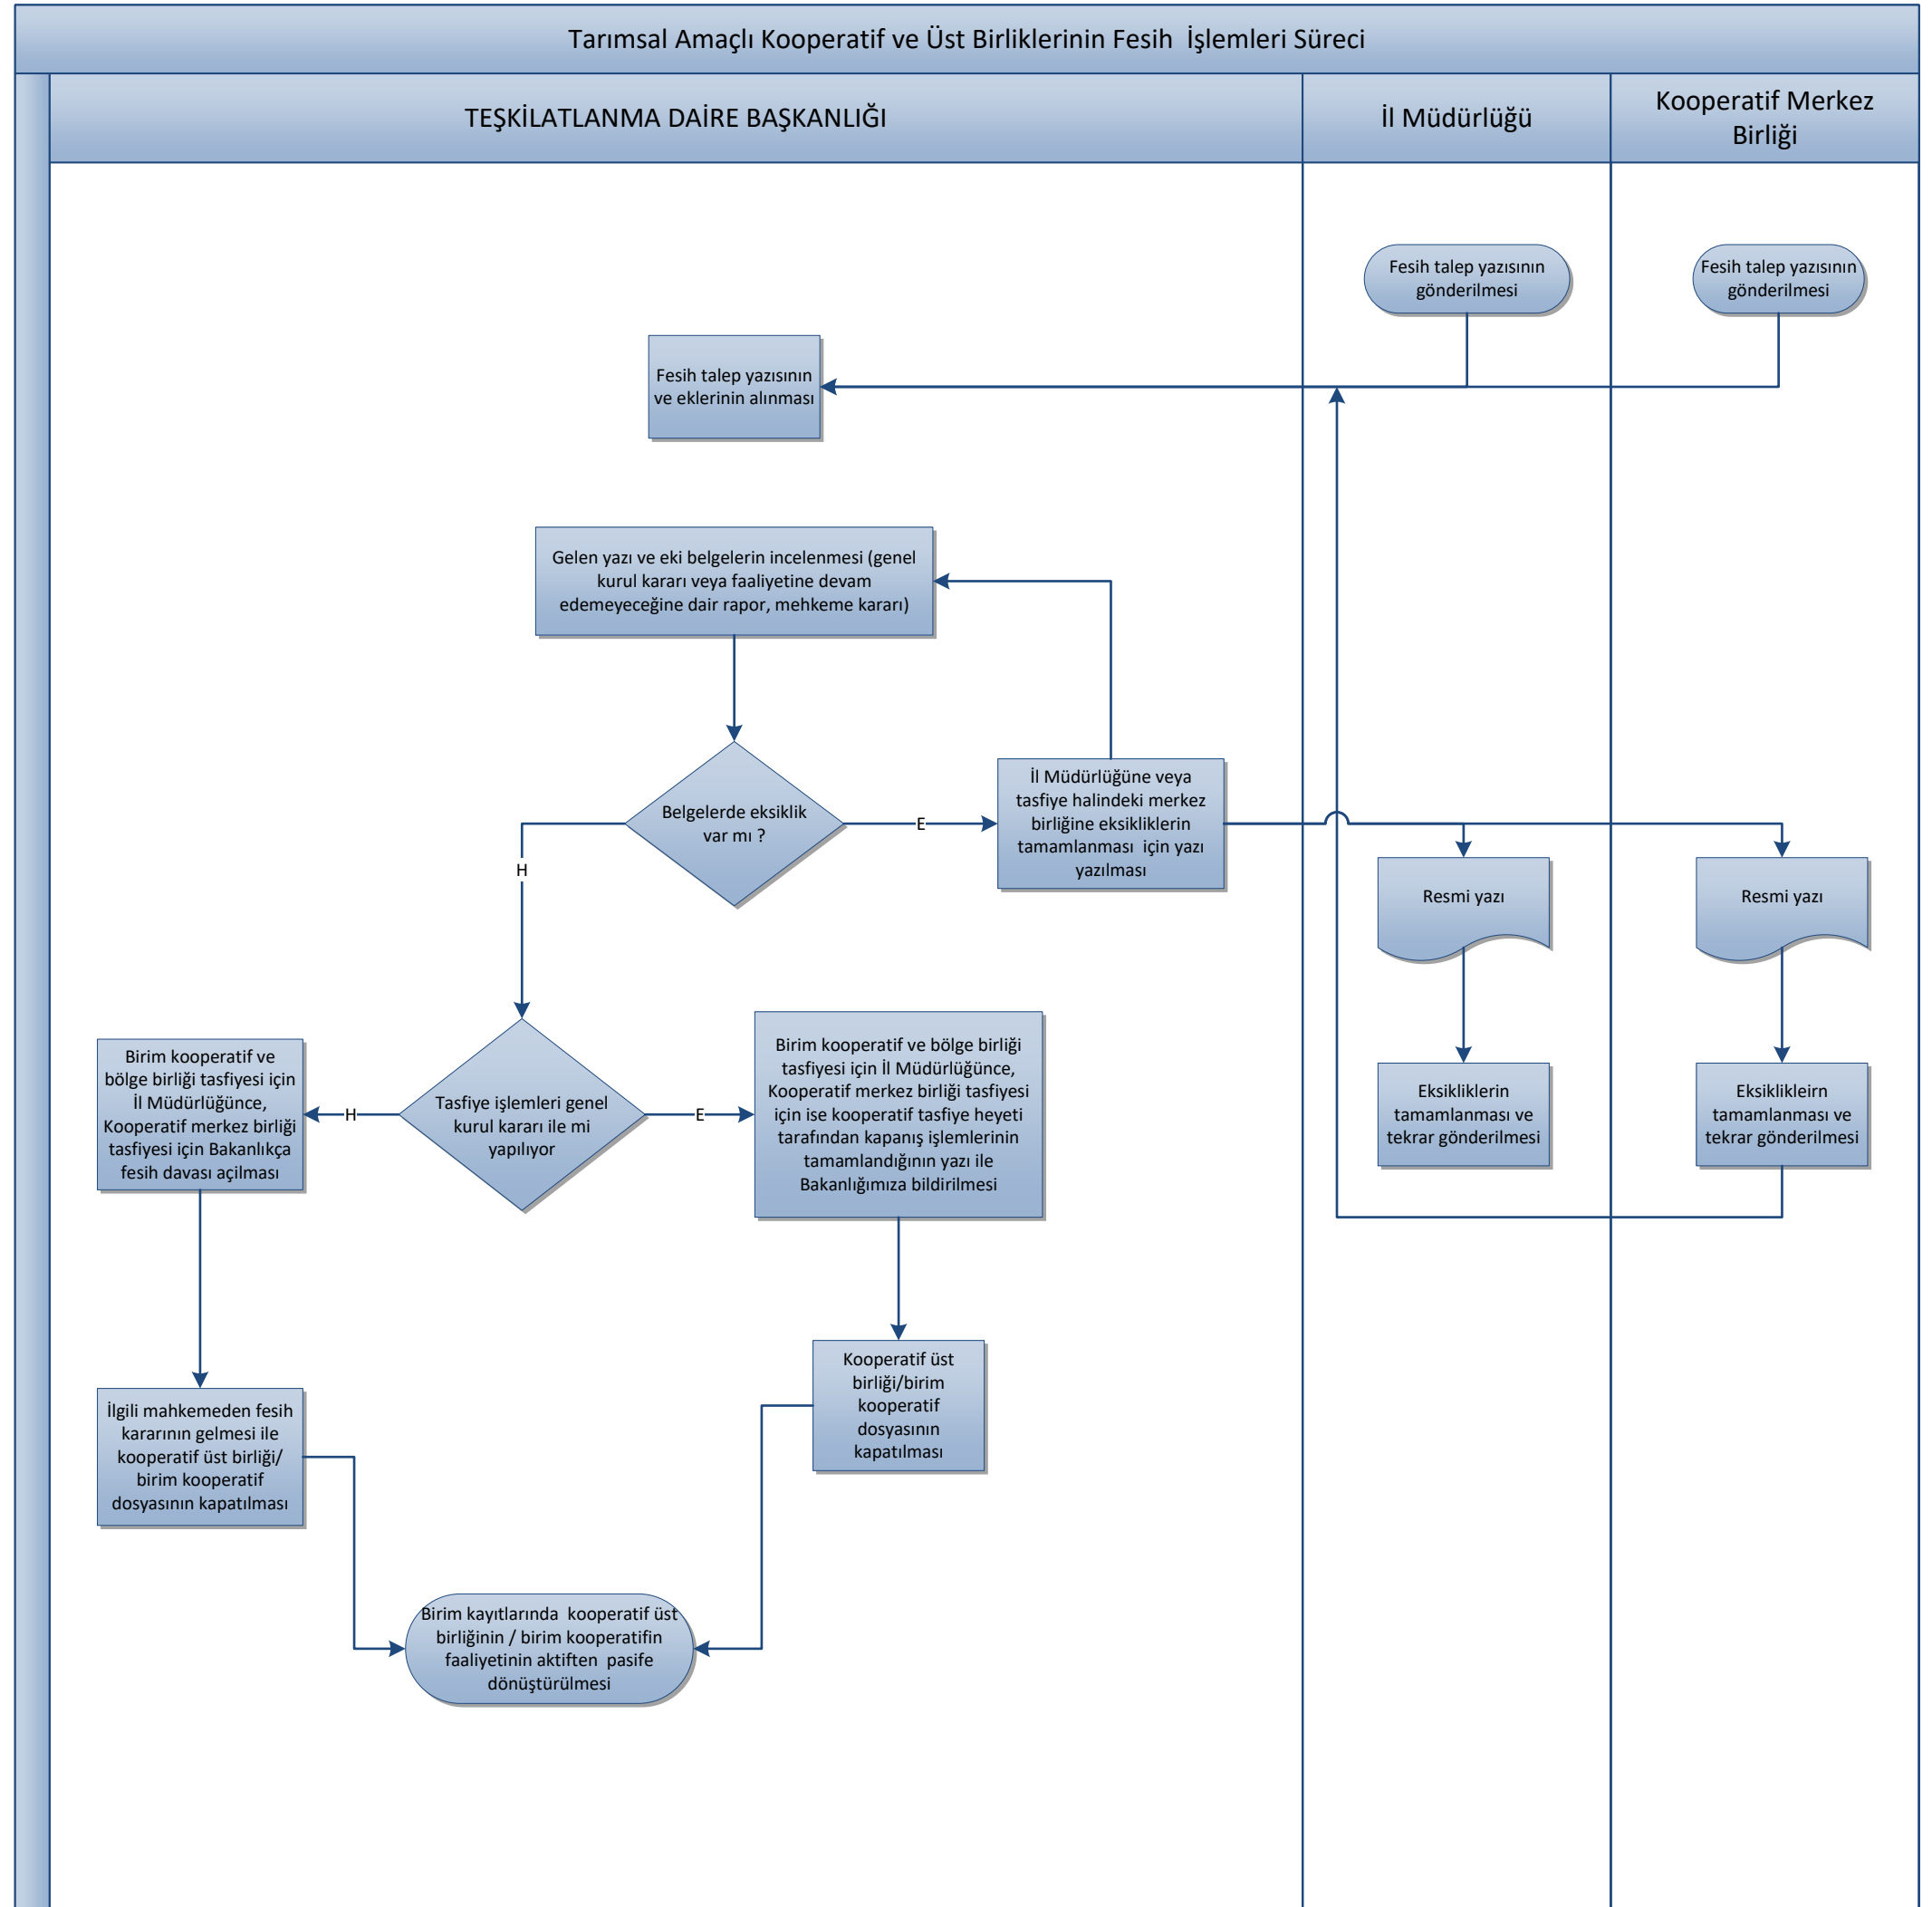 Tarımsal Amaçlı Kooperatif ve Üst Birliklerinin Fesih İşlemleri Süreci
TEŞKİLATLANMA DAİRE BAŞKANLIĞI
İl Müdürlüğü
Kooperatif Merkez
Birliği
Fesih talep yazısının
gönderilmesi
Fesih talep yazısının
gönderilmesi
Fesih talep yazısının
ve eklerinin alınması
Gelen yazı ve eki belgelerin incelenmesi (genel
kurul kararı veya faaliyetine devam
edemeyeceğine dair rapor, mehkeme kararı)
Belgelerde eksiklik
var mı ?
E
H
İl Müdürlüğüne veya
tasfiye halindeki merkez
birliğine eksikliklerin
tamamlanması için yazı
yazılması
Resmi yazı
Resmi yazı
Eksikliklerin
tamamlanması ve
tekrar gönderilmesi
Eksiklikleirn
tamamlanması ve
tekrar gönderilmesi
Birim kooperatif ve
bölge birliği tasfiyesi için
İl Müdürlüğünce,
Kooperatif merkez birliği
tasfiyesi için Bakanlıkça
fesih davası açılması
H
Tasfiye işlemleri genel
kurul kararı ile mi
yapılıyor
E
Birim kooperatif ve bölge birliği
tasfiyesi için İl Müdürlüğünce,
Kooperatif merkez birliği tasfiyesi
için ise kooperatif tasfiye heyeti
tarafından kapanış işlemlerinin
tamamlandığının yazı ile
Bakanlığımıza bildirilmesi
Kooperatif üst
birliği/birim
kooperatif
dosyasının
kapatılması
İlgili mahkemeden fesih
kararının gelmesi ile
kooperatif üst birliği/
birim kooperatif
dosyasının kapatılması
Birim kayıtlarında kooperatif üst
birliğinin / birim kooperatifin
faaliyetinin aktiften pasife
dönüştürülmesi